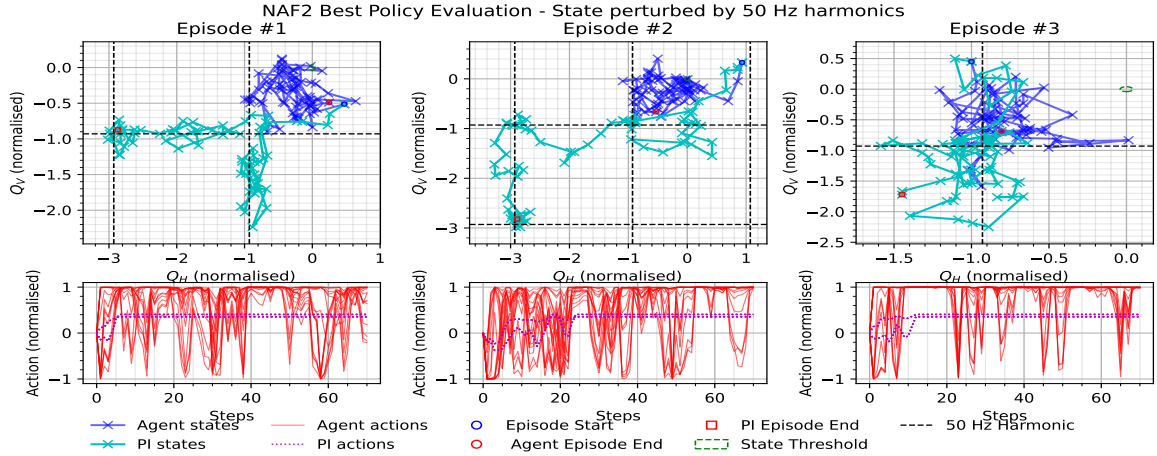 NAF2 Best Policy Evaluation - State perturbed by 50 Hz harmonics
Episode #1 Episode #2 Episode #3
Q_V (normalised) Q_V (normalised) Q_V (normalised)
0.0 −0.5 −1.0 −1.5 −2.0
0 −1 −2 −3
0.5 0.0 −0.5 −1.0 −1.5 −2.0 −2.5
−3 −2 −1 0 1
−3 −2 −1 0 1
−1.5 −1.0 −0.5 0.0
Q_H (normalised) Q_H (normalised) Q_H (normalised)
Action (normalised) Action (normalised) Action (normalised)
1 0 −1
1 0 −1
1 0 −1
0 20 40 60
0 20 40 60
0 20 40 60
Steps Steps Steps
Agent states Agent actions Episode Start PI Episode End 50 Hz Harmonic
PI states PI actions Agent Episode End State Threshold